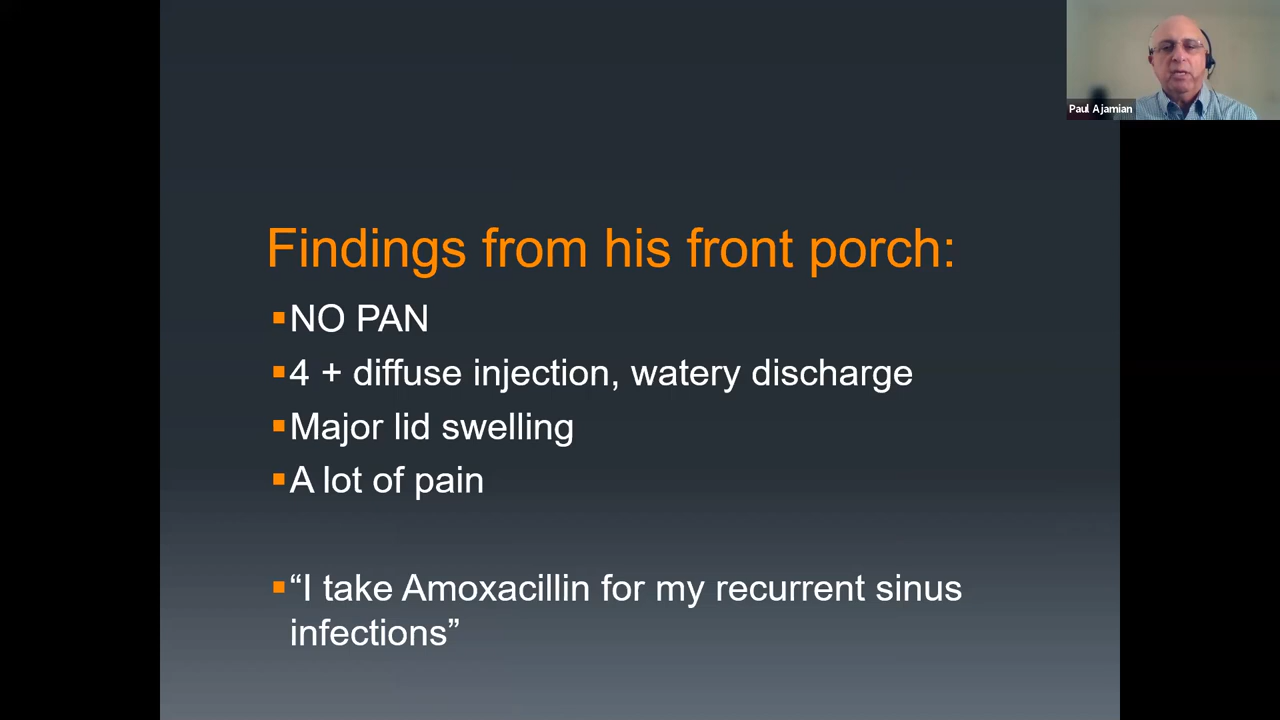 Paul Ajamian
Findings from his front porch:
NO PAN
4 + diffuse injection, watery discharge
Major lid swelling
A lot of pain
“I take Amoxacillin for my recurrent sinus
infections”